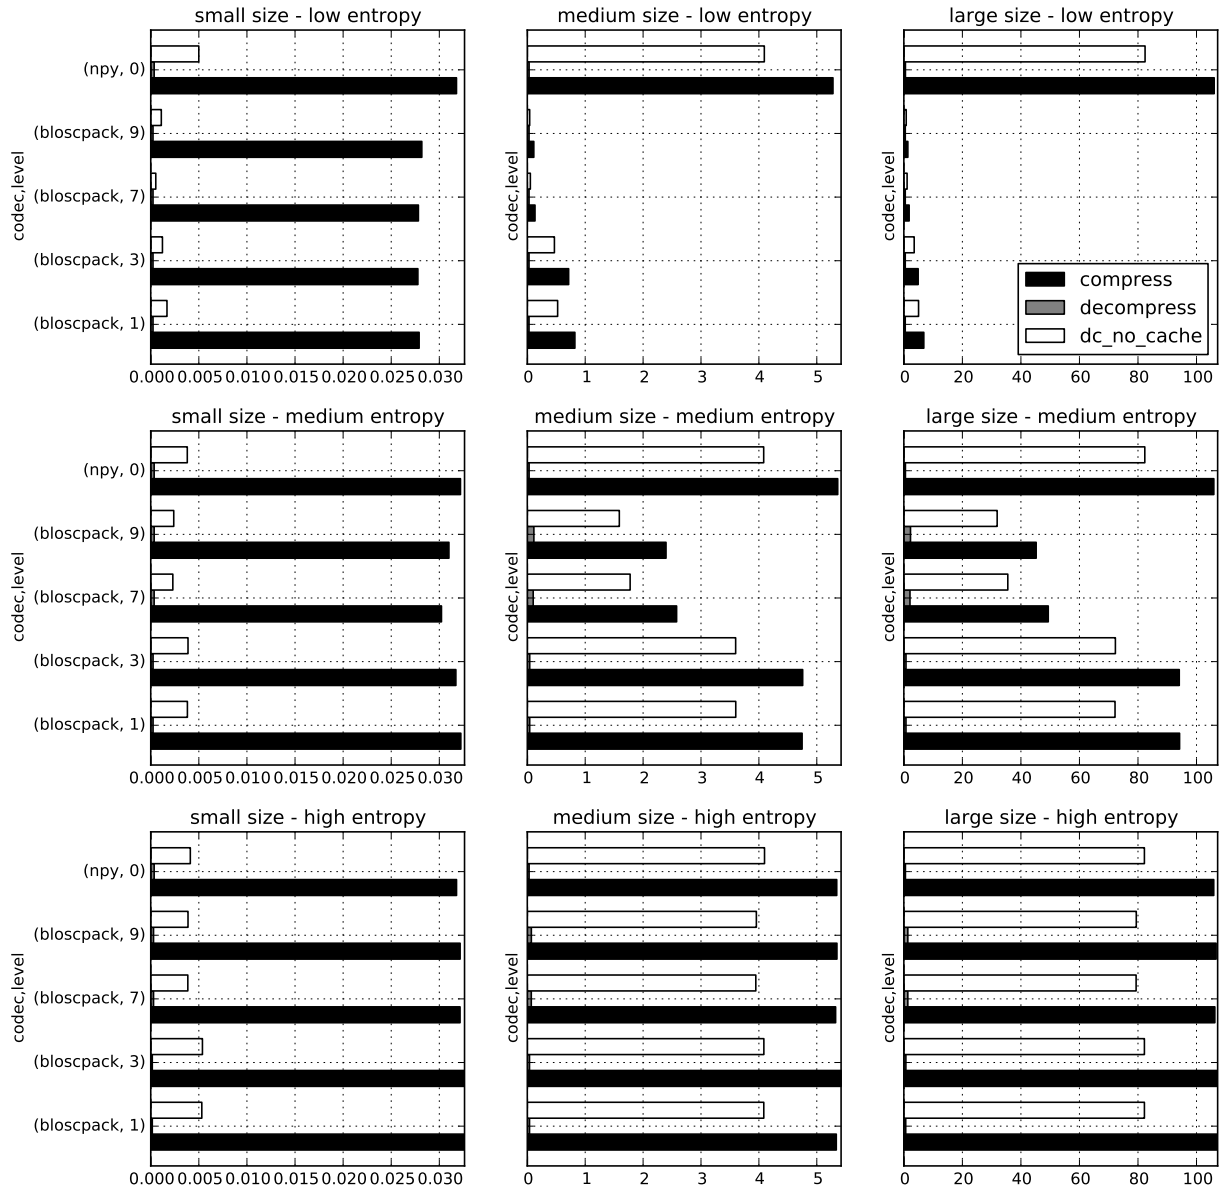 small size - low entropy
medium size - low entropy
large size - low entropy
codec,level
(npy, 0)
(bloscpack, 9)
(bloscpack, 7)
(bloscpack, 3)
(bloscpack, 1)
0.000 0.005 0.010 0.015 0.020 0.025 0.030
codec,level
0 1 2 3 4 5
codec,level
compress
decompress
dc_no_cache
0 20 40 60 80 100
small size - medium entropy
medium size - medium entropy
large size - medium entropy
codec,level
(npy, 0)
(bloscpack, 9)
(bloscpack, 7)
(bloscpack, 3)
(bloscpack, 1)
0.000 0.005 0.010 0.015 0.020 0.025 0.030
codec,level
0 1 2 3 4 5
codec,level
0 20 40 60 80 100
small size - high entropy
medium size - high entropy
large size - high entropy
codec,level
(npy, 0)
(bloscpack, 9)
(bloscpack, 7)
(bloscpack, 3)
(bloscpack, 1)
0.000 0.005 0.010 0.015 0.020 0.025 0.030
codec,level
0 1 2 3 4 5
codec,level
0 20 40 60 80 100